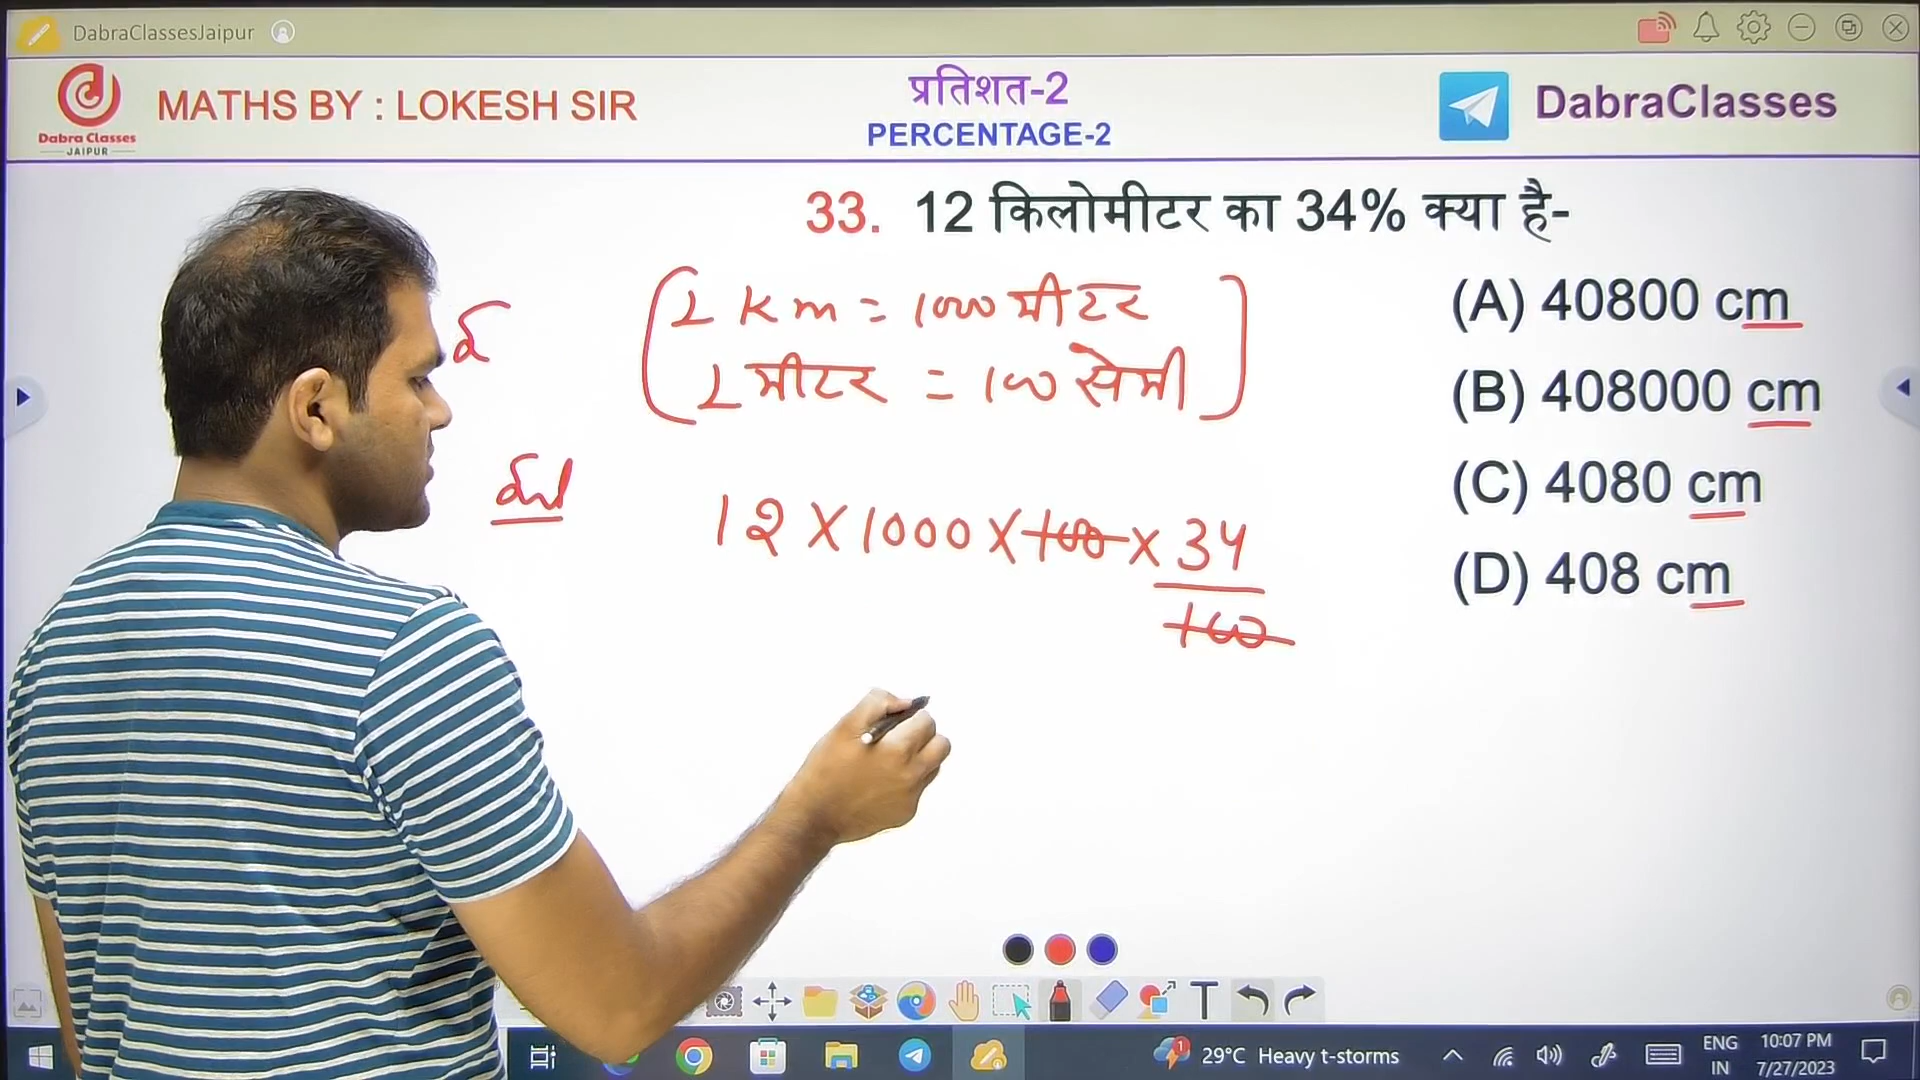 DabraClassesJaipur
Dabra Classes
JAIPUR
MATHS BY : LOKESH SIR
प्रतिशत-2
PERCENTAGE-2
DabraClasses
33. 12 किलोमीटर का 34% क्या है-
1 km = 1000 मीटर
1 मीटर = 100 सेमी
12 X 1000 X 100 x 34
100
(A) 40800 cm
(B) 408000 cm
(C) 4080 cm
(D) 408 cm
T
1
29°C Heavy t-storms
ENG
IN
10:07 PM
7/27/2023